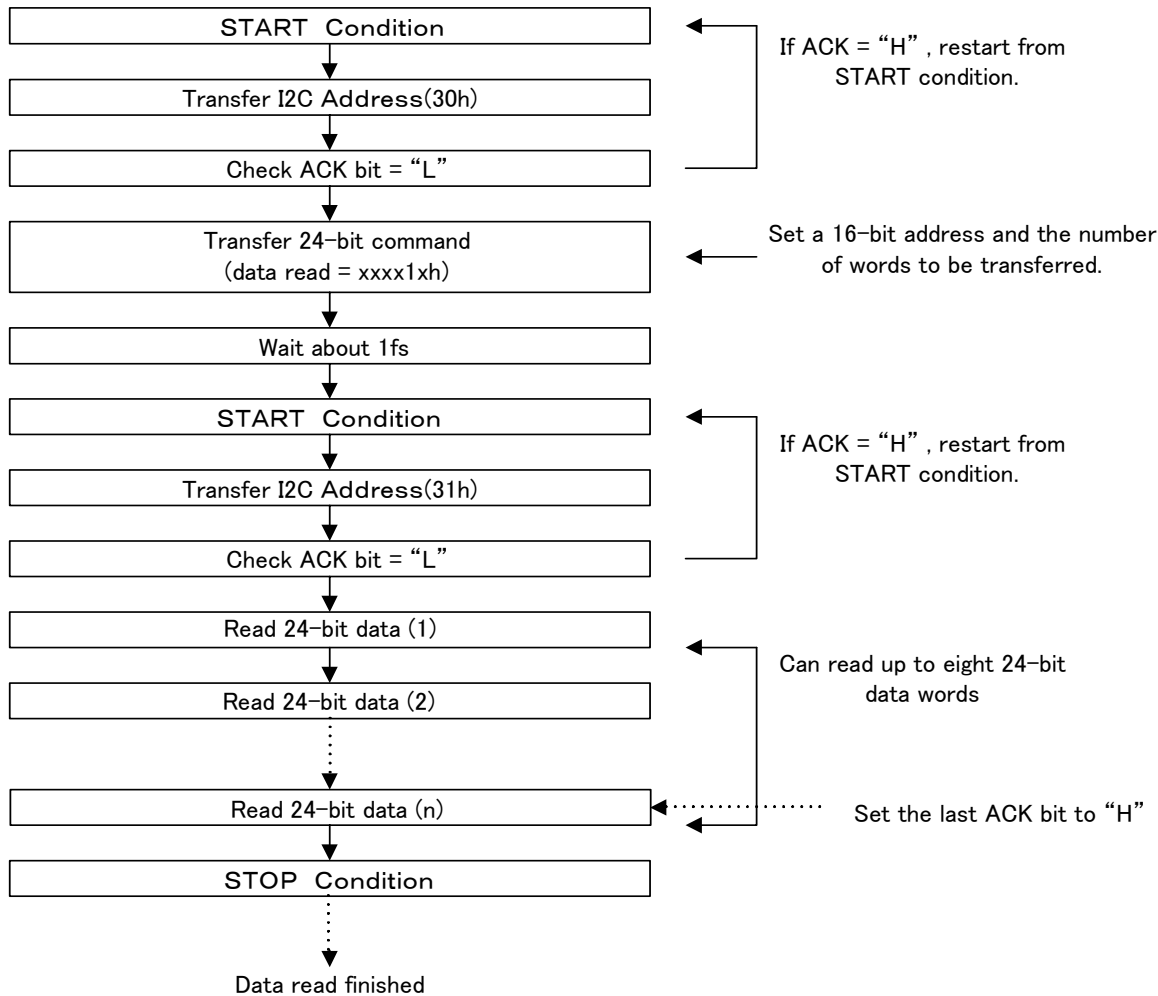 START Condition
If ACK = “H” , restart from
START condition.
Transfer I2C Address(30h)
Check ACK bit = “L”
Transfer 24-bit command
(data read = xxxx1xh)
Set a 16-bit address and the number
of words to be transferred.
Wait about 1fs
START Condition
If ACK = “H” , restart from
START condition.
Transfer I2C Address(31h)
Check ACK bit = “L”
Read 24-bit data (1)
Can read up to eight 24-bit
data words
Read 24-bit data (2)
Read 24-bit data (n)
Set the last ACK bit to “H”
STOP Condition
Data read finished